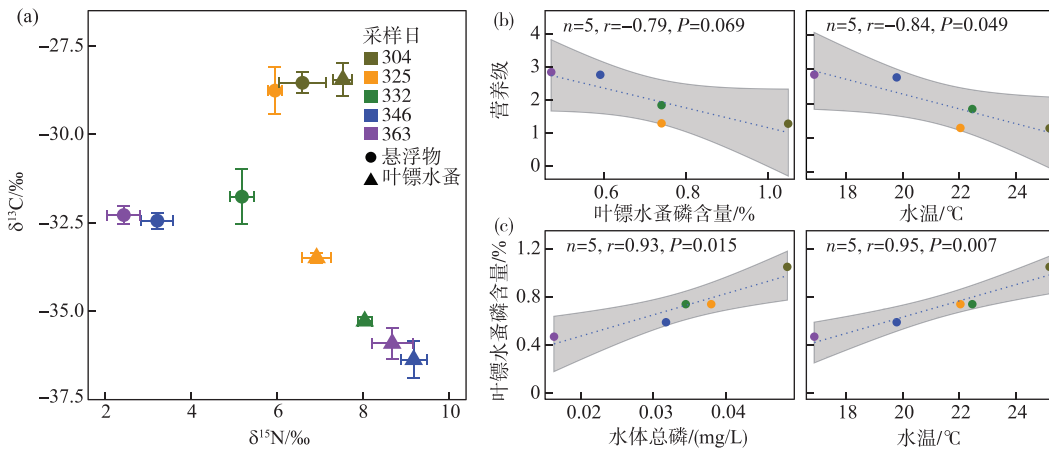 (a)
−27.5
−30.0
−32.5
−35.0
−37.5
δ¹³C/‰
2
4
6
8
10
δ¹⁵N/‰
采样日
304
325
332
346
363
悬浮物
叶镖水蚤
(b)
n=5, r=−0.79, P=0.069
4
3
2
1
0
营养级
0.6
0.8
1.0
叶镖水蚤磷含量/%
n=5, r=−0.84, P=0.049
18
20
22
24
水温/℃
(c)
n=5, r=0.93, P=0.015
1.2
0.8
0.4
0
叶镖水蚤磷含量/%
0.02
0.03
0.04
水体总磷/(mg/L)
n=5, r=0.95, P=0.007
18
20
22
24
水温/℃